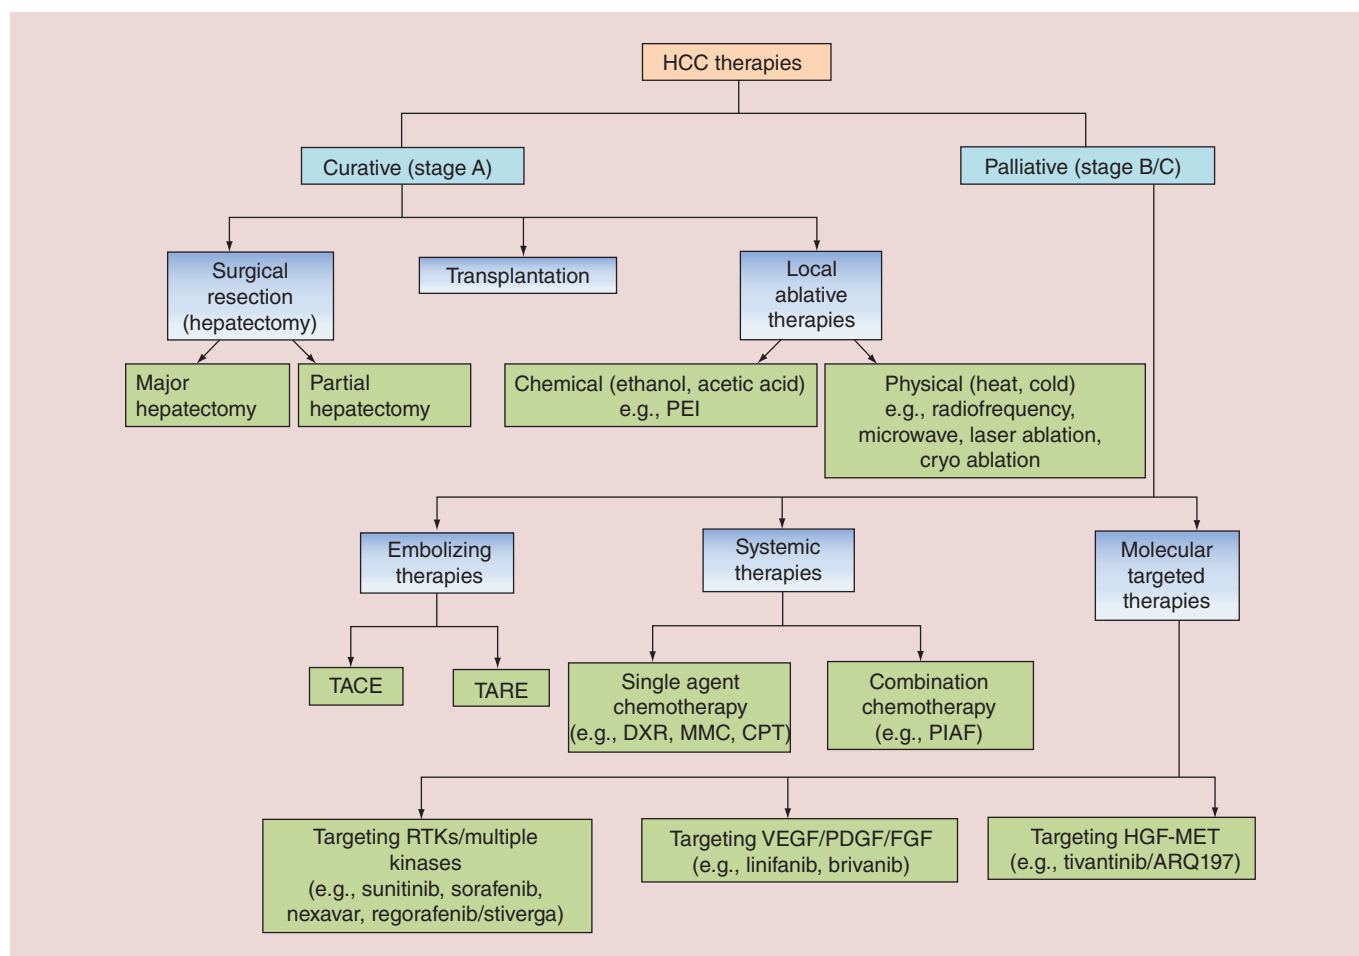 HCC therapies
Curative (stage A)
Palliative (stage B/C)
Surgical
resection
(hepatectomy)
Transplantation
Local
ablative
therapies
Major
hepatectomy
Partial
hepatectomy
Chemical (ethanol, acetic acid)
e.g., PEI
Physical (heat, cold)
e.g., radiofrequency,
microwave, laser ablation,
cryo ablation
Embolizing
therapies
Systemic
therapies
Molecular
targeted
therapies
TACE
TARE
Single agent
chemotherapy
(e.g., DXR, MMC, CPT)
Combination
chemotherapy
(e.g., PIAF)
Targeting RTKs/multiple
kinases
(e.g., sunitinib, sorafenib,
nexavar, regorafenib/stiverga)
Targeting VEGF/PDGF/FGF
(e.g., linifanib, brivanib)
Targeting HGF-MET
(e.g., tivantinib/ARQ197)